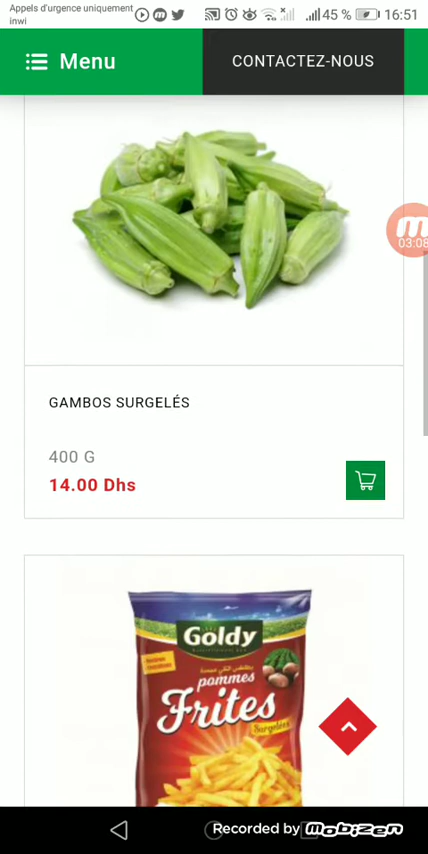 Appels d'urgence uniquement
inwi
45 % 16:51
Menu
CONTACTEZ-NOUS
03:08
GAMBOS SURGELÉS
400 G
14.00 Dhs
Goldy
pommes
Frites
Surgelées
Recorded by mobizen